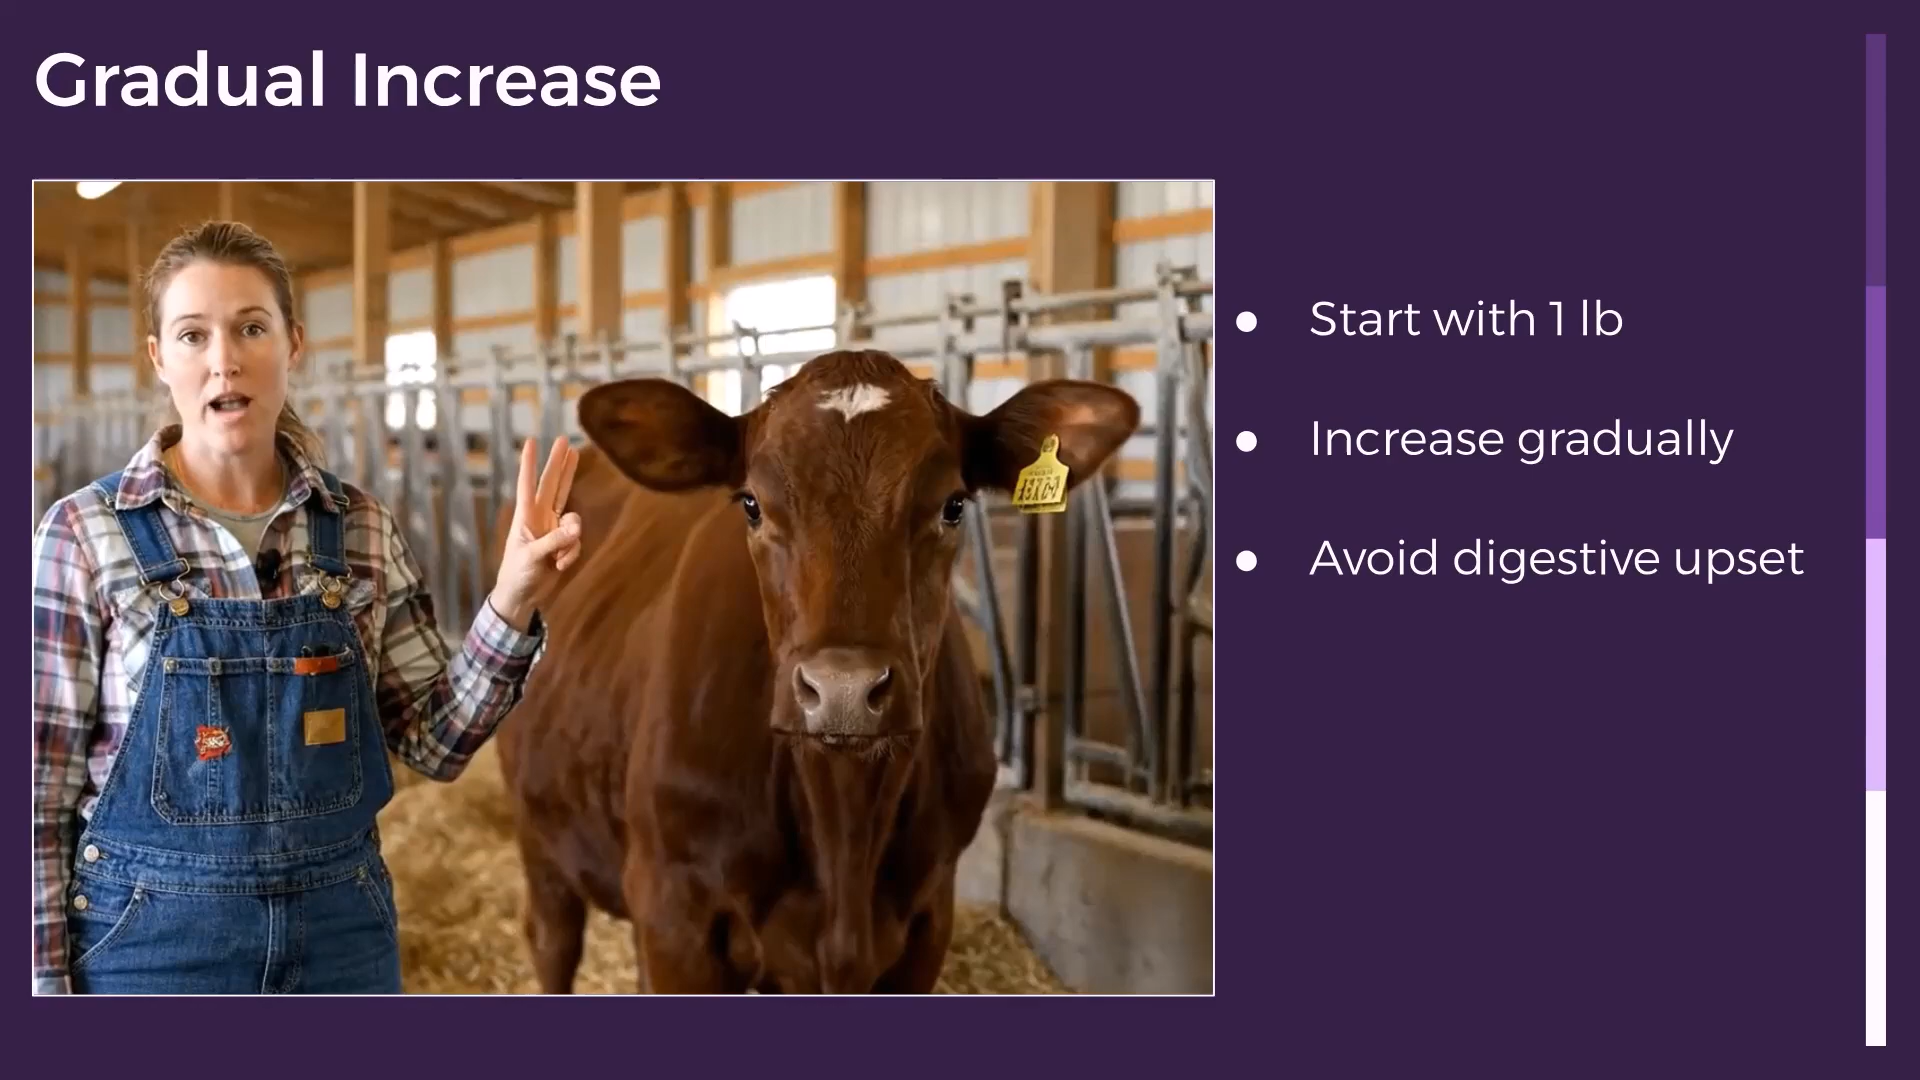 Gradual Increase
Start with 1 lb
Increase gradually
Avoid digestive upset